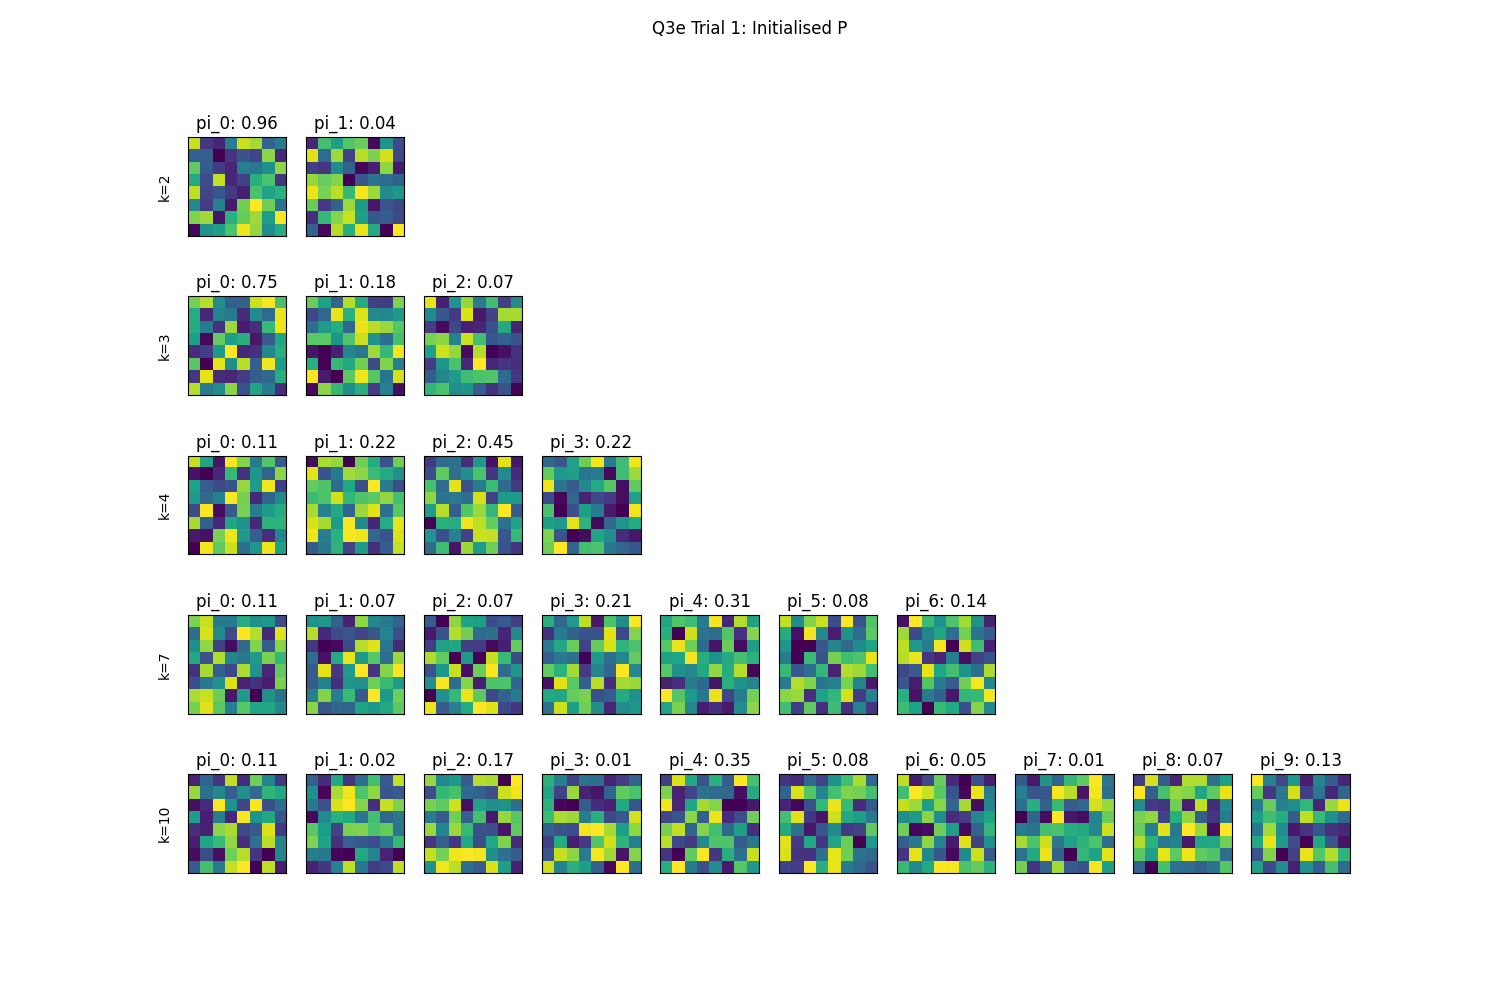 Q3e Trial 1: Initialised P
pi_0: 0.96 pi_1: 0.04
k=2
pi_0: 0.75 pi_1: 0.18 pi_2: 0.07
k=3
pi_0: 0.11 pi_1: 0.22 pi_2: 0.45 pi_3: 0.22
k=4
pi_0: 0.11 pi_1: 0.07 pi_2: 0.07 pi_3: 0.21 pi_4: 0.31 pi_5: 0.08 pi_6: 0.14
k=7
pi_0: 0.11 pi_1: 0.02 pi_2: 0.17 pi_3: 0.01 pi_4: 0.35 pi_5: 0.08 pi_6: 0.05 pi_7: 0.01 pi_8: 0.07 pi_9: 0.13
k=10